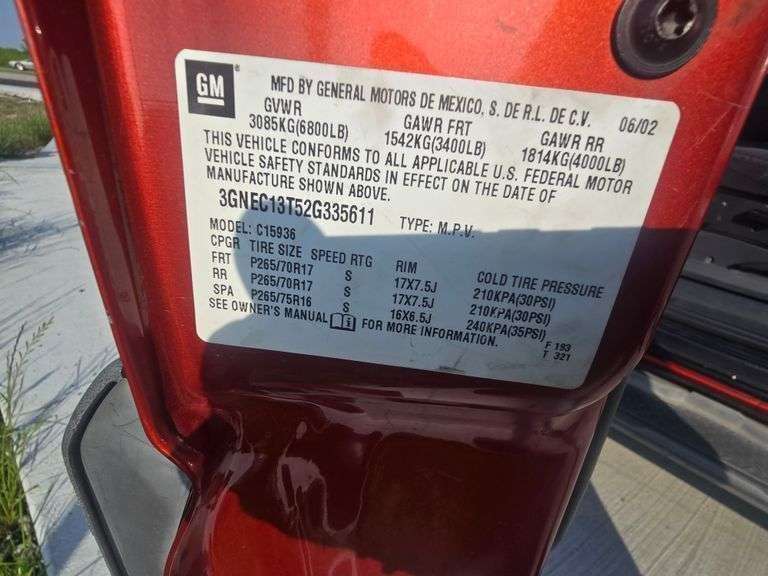 GM
MFD BY GENERAL MOTORS DE MEXICO, S. DE R.L. DE C.V. 06/02
GVWR GAWR FRT GAWR RR
3085KG(6800LB) 1542KG(3400LB) 1814KG(4000LB)
THIS VEHICLE CONFORMS TO ALL APPLICABLE U.S. FEDERAL MOTOR
VEHICLE SAFETY STANDARDS IN EFFECT ON THE DATE OF
MANUFACTURE SHOWN ABOVE.
3GNEC13T52G335611 TYPE: M.P.V.
MODEL: C15936
CPGR TIRE SIZE SPEED RTG RIM COLD TIRE PRESSURE
FRT P265/70R17 S 17X7.5J 210KPA(30PSI)
RR P265/70R17 S 17X7.5J 210KPA(30PSI)
SPA P265/75R16 S 16X6.5J 240KPA(35PSI)
SEE OWNER'S MANUAL FOR MORE INFORMATION.
F 193
T 321